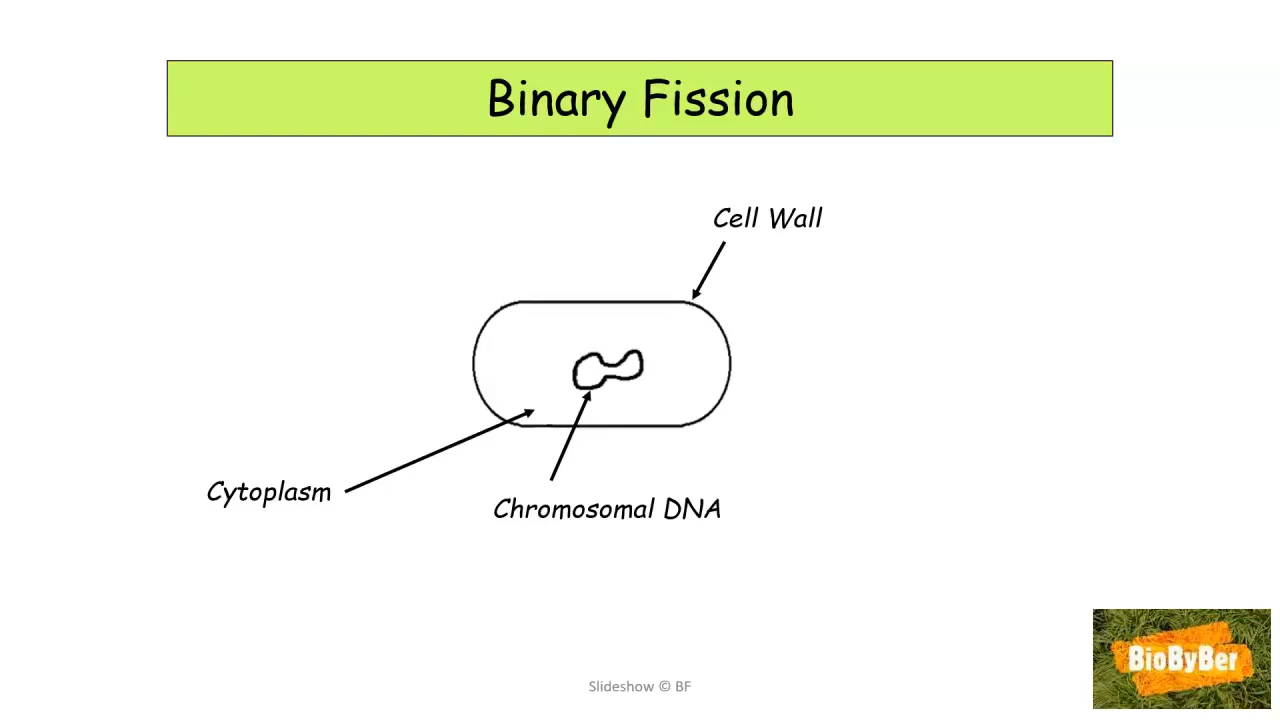 Binary Fission
Cell Wall
Cytoplasm
Chromosomal DNA
BioByBer
Slideshow © BF